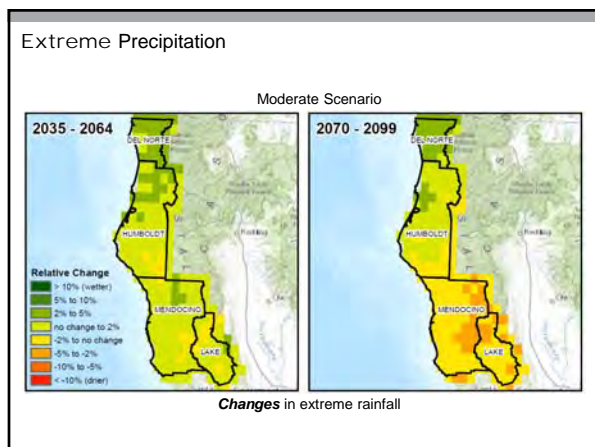 Extreme Precipitation
Moderate Scenario
2035 - 2064
DEL NORTE
HUMBOLDT
MENDOCINO
LAKE
Relative Change
> 10% (wetter)
5% to 10%
2% to 5%
no change to 2%
-2% to no change
-5% to -2%
-10% to -5%
< -10% (drier)
2070 - 2099
DEL NORTE
Redding
HUMBOLDT
MENDOCINO
LAKE
Changes in extreme rainfall